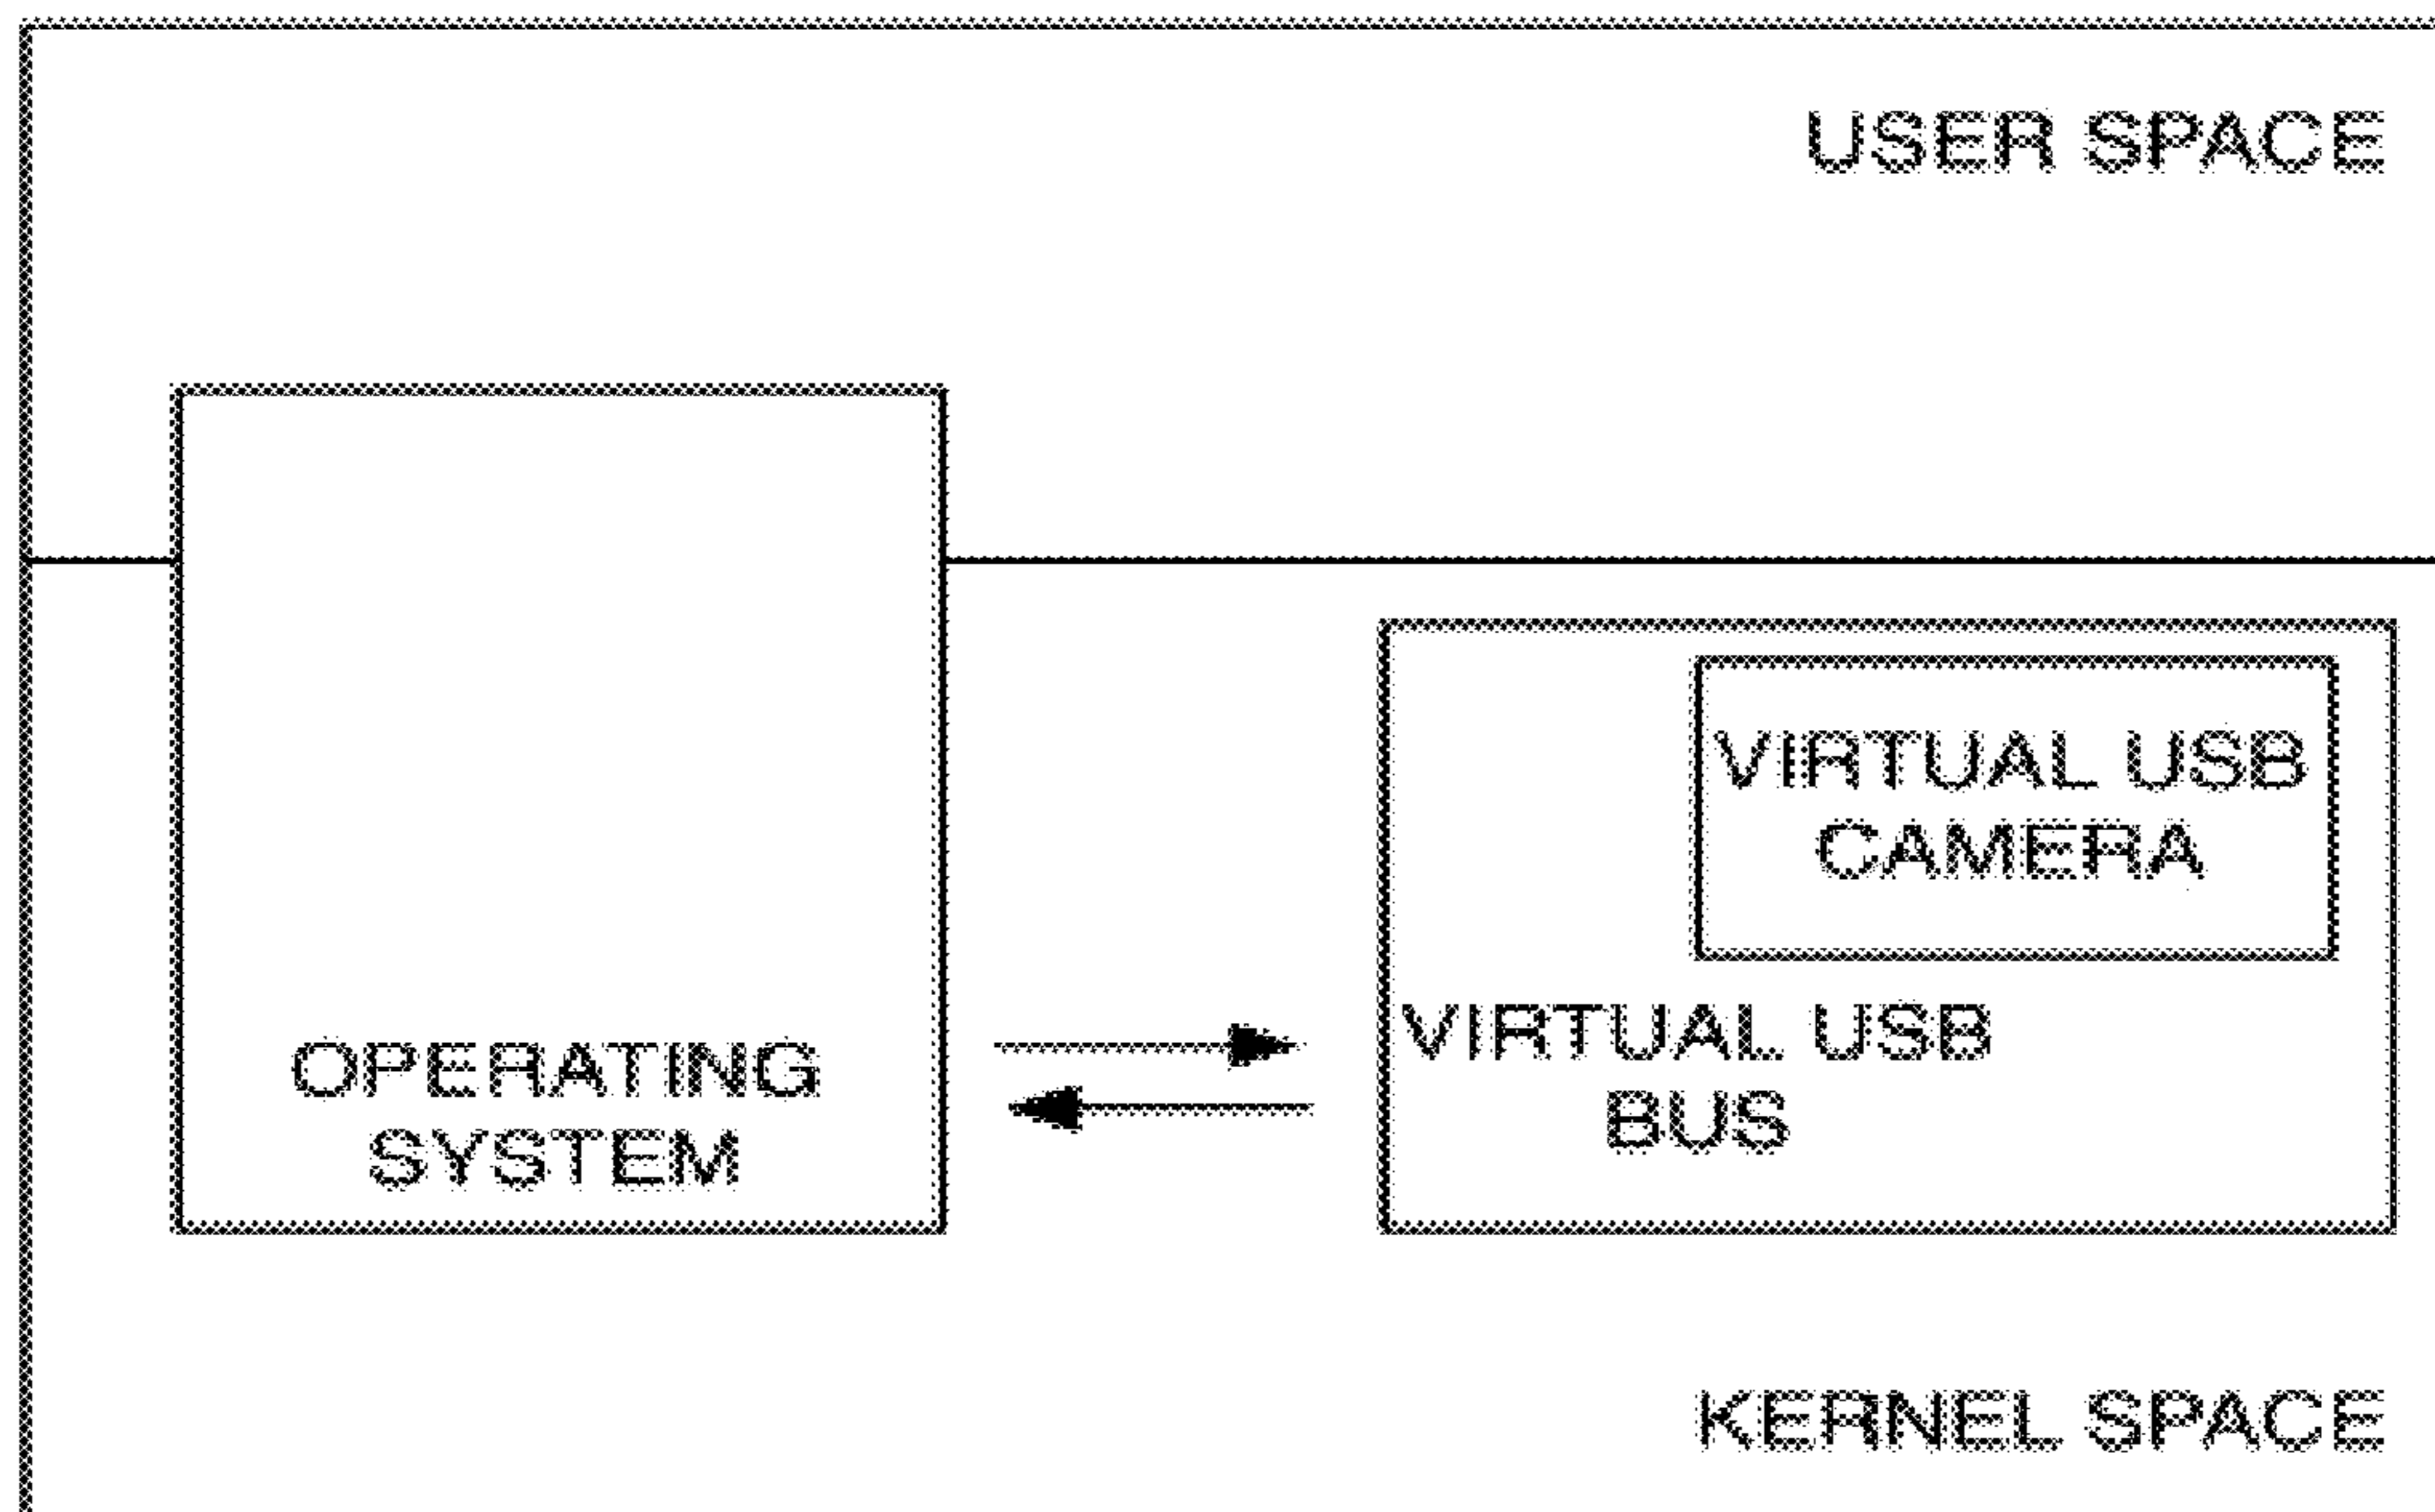 USER SPACE
VIRTUAL USB
CAMERA
VIRTUAL USB
BUS
OPERATING
SYSTEM
KERNEL SPACE